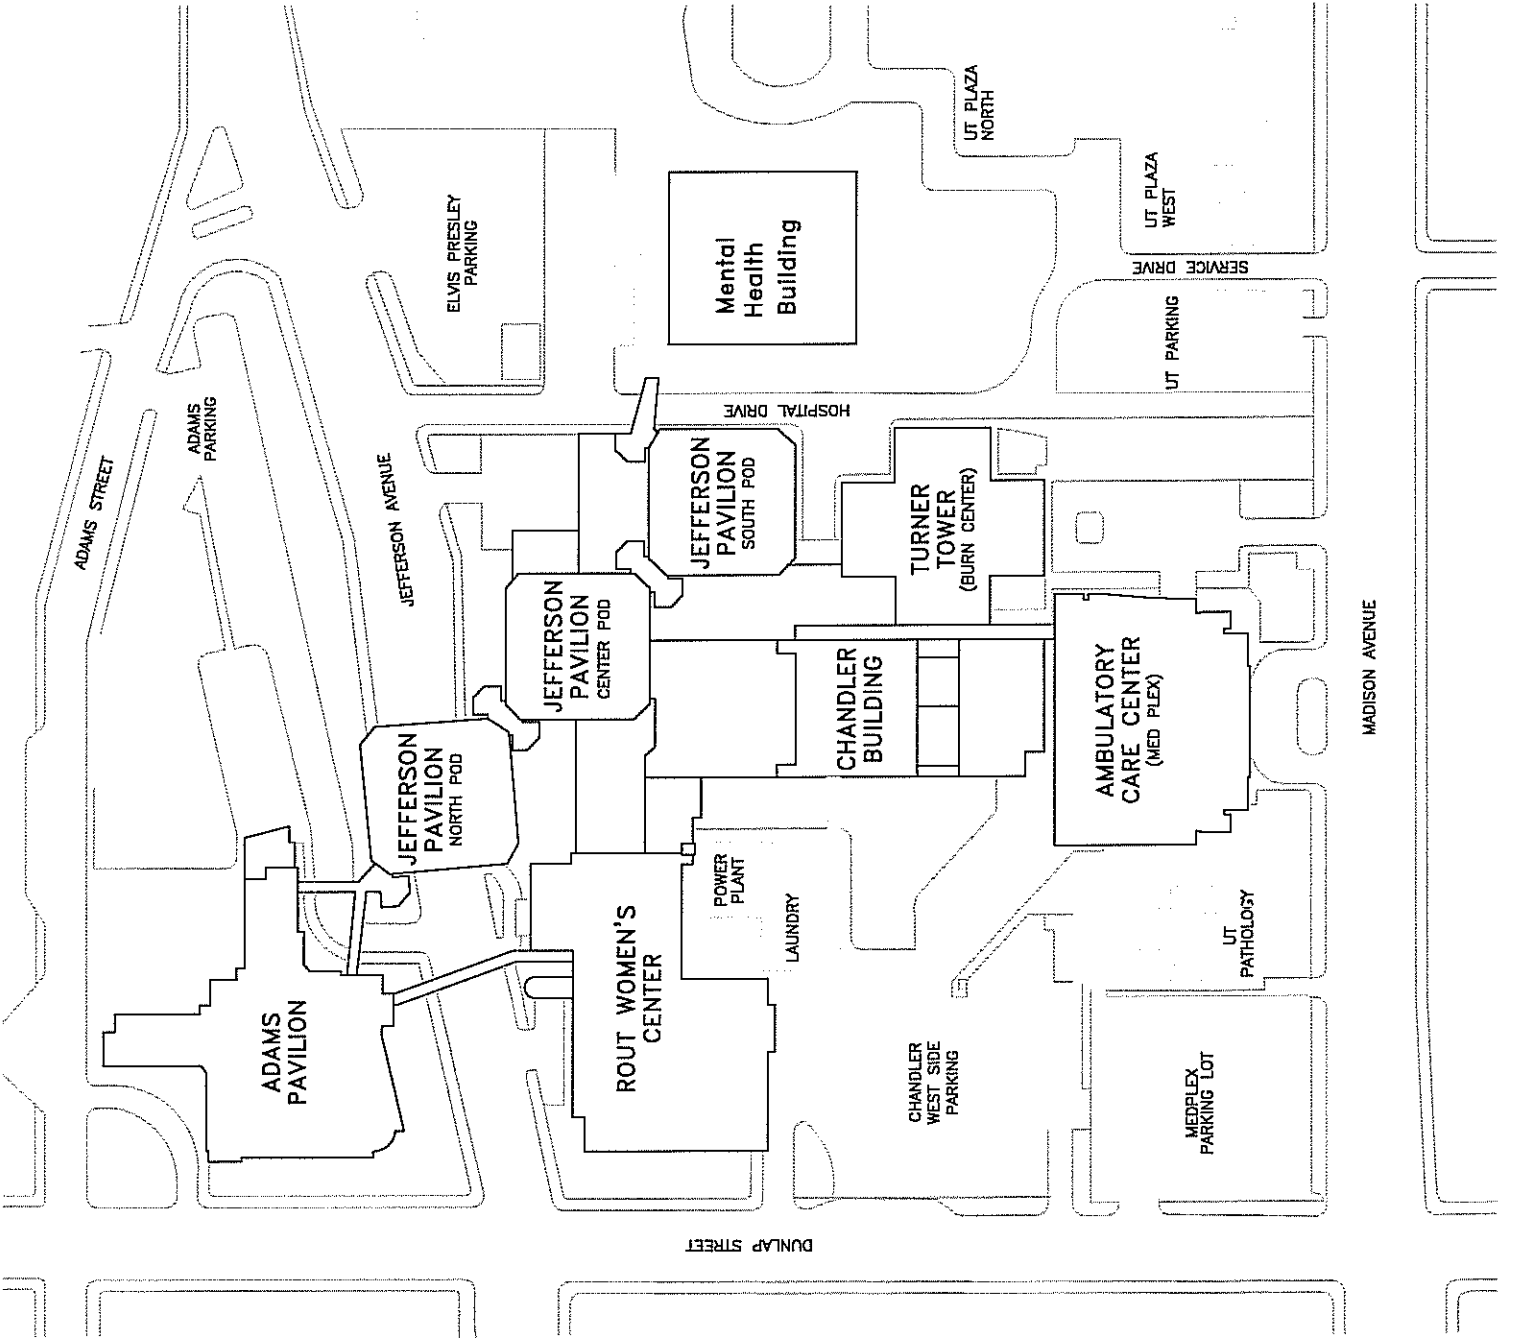 ADAMS STREET
ADAMS
PARKING
JEFFERSON AVENUE
ELVIS PRESLEY
PARKING
Mental
Health
Building
UT PLAZA
NORTH
UT PLAZA
WEST
SERVICE DRIVE
UT PARKING
HOSPITAL DRIVE
JEFFERSON
PAVILION
SOUTH POD
TURNER
TOWER
(BURN CENTER)
JEFFERSON
PAVILION
CENTER POD
CHANDLER
BUILDING
AMBULATORY
CARE CENTER
(MED PLEX)
MADISON AVENUE
JEFFERSON
PAVILION
NORTH POD
POWER
PLANT
LAUNDRY
UT
PATHOLOGY
ADAMS
PAVILION
ROUT WOMEN'S
CENTER
CHANDLER
WEST SIDE
PARKING
MEDPLEX
PARKING LOT
DUNLAP STREET